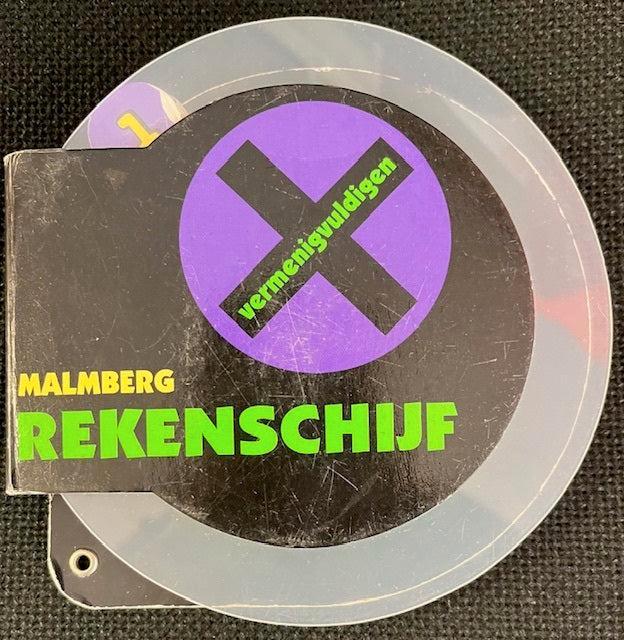 1
vermenigvuldigen
MALMBERG
REKENSCHIJF